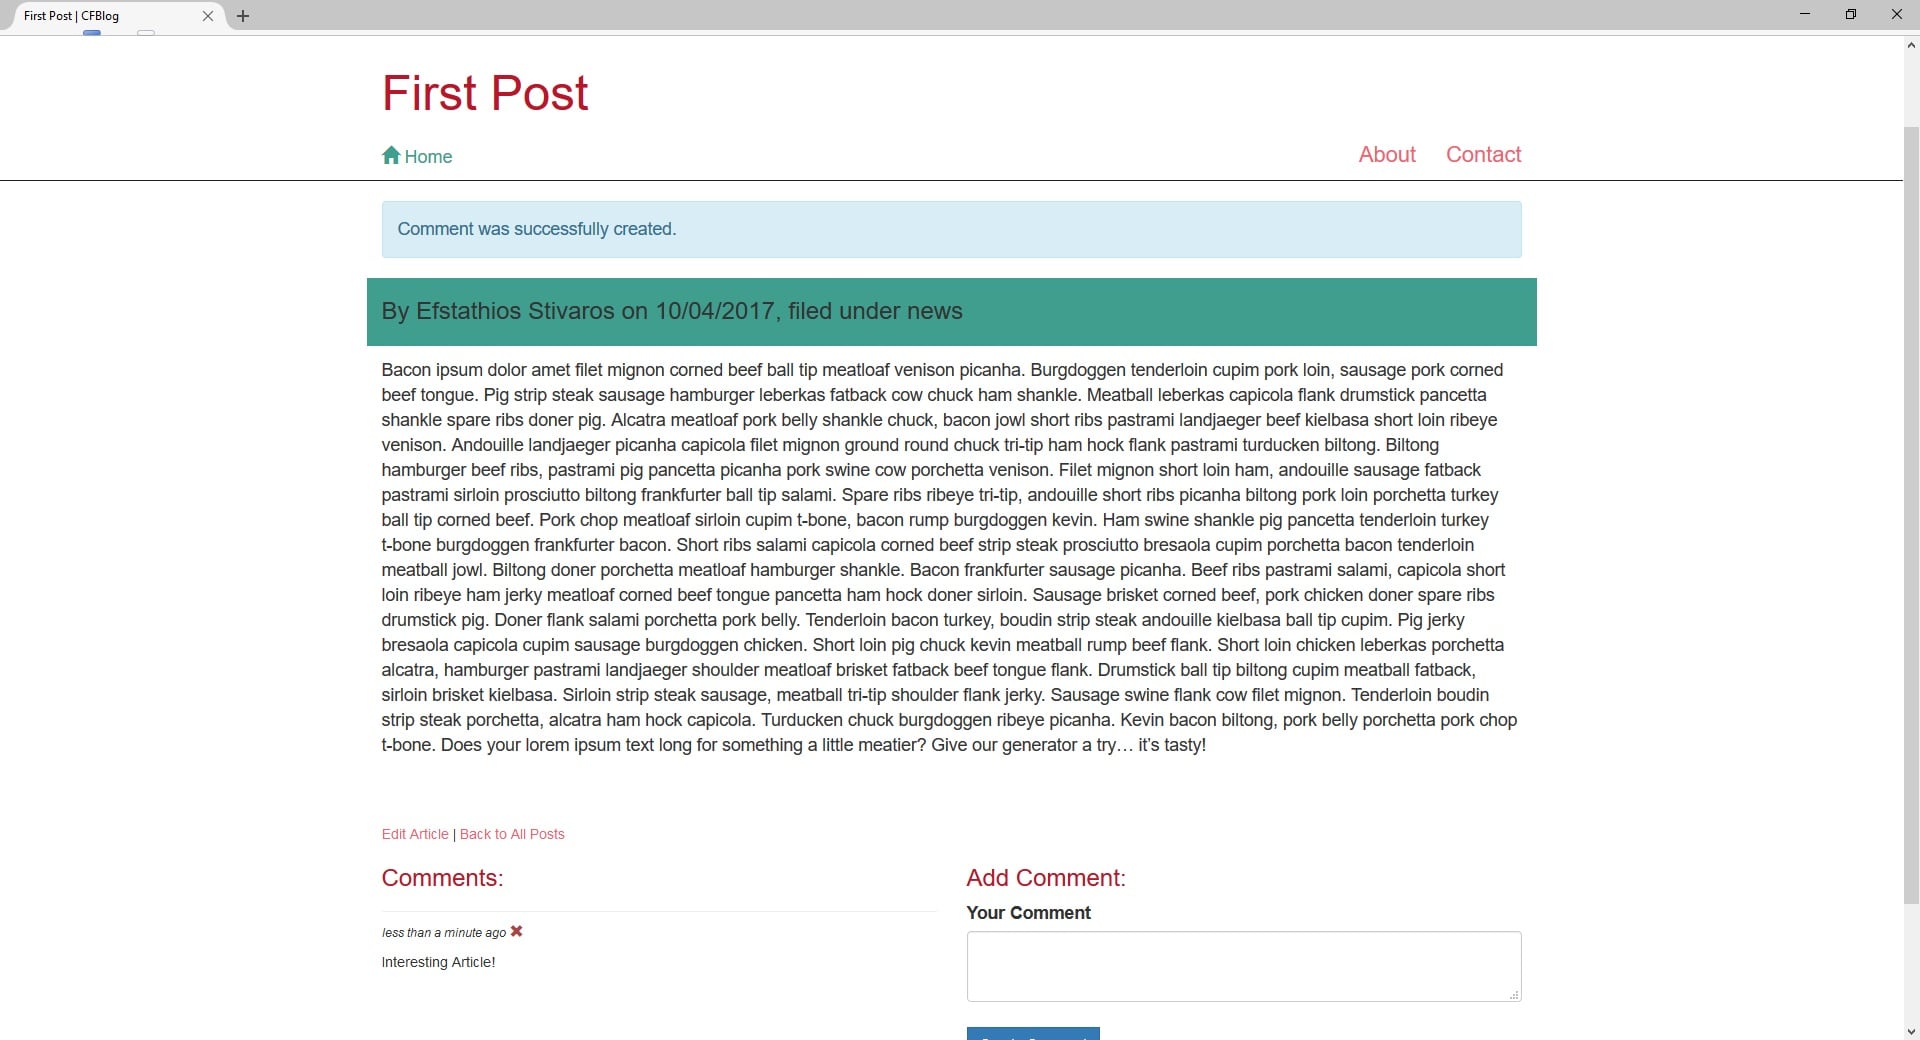 First Post | CFBlog
First Post
Home
About Contact
Comment was successfully created.
By Efstathios Stivaros on 10/04/2017, filed under news
Bacon ipsum dolor amet filet mignon corned beef ball tip meatloaf venison picanha. Burgdoggen tenderloin cupim pork loin, sausage pork corned
beef tongue. Pig strip steak sausage hamburger leberkas fatback cow chuck ham shankle. Meatball leberkas capicola flank drumstick pancetta
shankle spare ribs doner pig. Alcatra meatloaf pork belly shankle chuck, bacon jowl short ribs pastrami landjaeger beef kielbasa short loin ribeye
venison. Andouille landjaeger picanha capicola filet mignon ground round chuck tri-tip ham hock flank pastrami turducken biltong. Biltong
hamburger beef ribs, pastrami pig pancetta picanha pork swine cow porchetta venison. Filet mignon short loin ham, andouille sausage fatback
pastrami sirloin prosciutto biltong frankfurter ball tip salami. Spare ribs ribeye tri-tip, andouille short ribs picanha biltong pork loin porchetta turkey
ball tip corned beef. Pork chop meatloaf sirloin cupim t-bone, bacon rump burgdoggen kevin. Ham swine shankle pig pancetta tenderloin turkey
t-bone burgdoggen frankfurter bacon. Short ribs salami capicola corned beef strip steak prosciutto bresaola cupim porchetta bacon tenderloin
meatball jowl. Biltong doner porchetta meatloaf hamburger shankle. Bacon frankfurter sausage picanha. Beef ribs pastrami salami, capicola short
loin ribeye ham jerky meatloaf corned beef tongue pancetta ham hock doner sirloin. Sausage brisket corned beef, pork chicken doner spare ribs
drumstick pig. Doner flank salami porchetta pork belly. Tenderloin bacon turkey, boudin strip steak andouille kielbasa ball tip cupim. Pig jerky
bresaola capicola cupim sausage burgdoggen chicken. Short loin pig chuck kevin meatball rump beef flank. Short loin chicken leberkas porchetta
alcatra, hamburger pastrami landjaeger shoulder meatloaf brisket fatback beef tongue flank. Drumstick ball tip biltong cupim meatball fatback,
sirloin brisket kielbasa. Sirloin strip steak sausage, meatball tri-tip shoulder flank jerky. Sausage swine flank cow filet mignon. Tenderloin boudin
strip steak porchetta, alcatra ham hock capicola. Turducken chuck burgdoggen ribeye picanha. Kevin bacon biltong, pork belly porchetta pork chop
t-bone. Does your lorem ipsum text long for something a little meatier? Give our generator a try… it’s tasty!
Edit Article | Back to All Posts
Comments:
less than a minute ago
Interesting Article!
Add Comment:
Your Comment